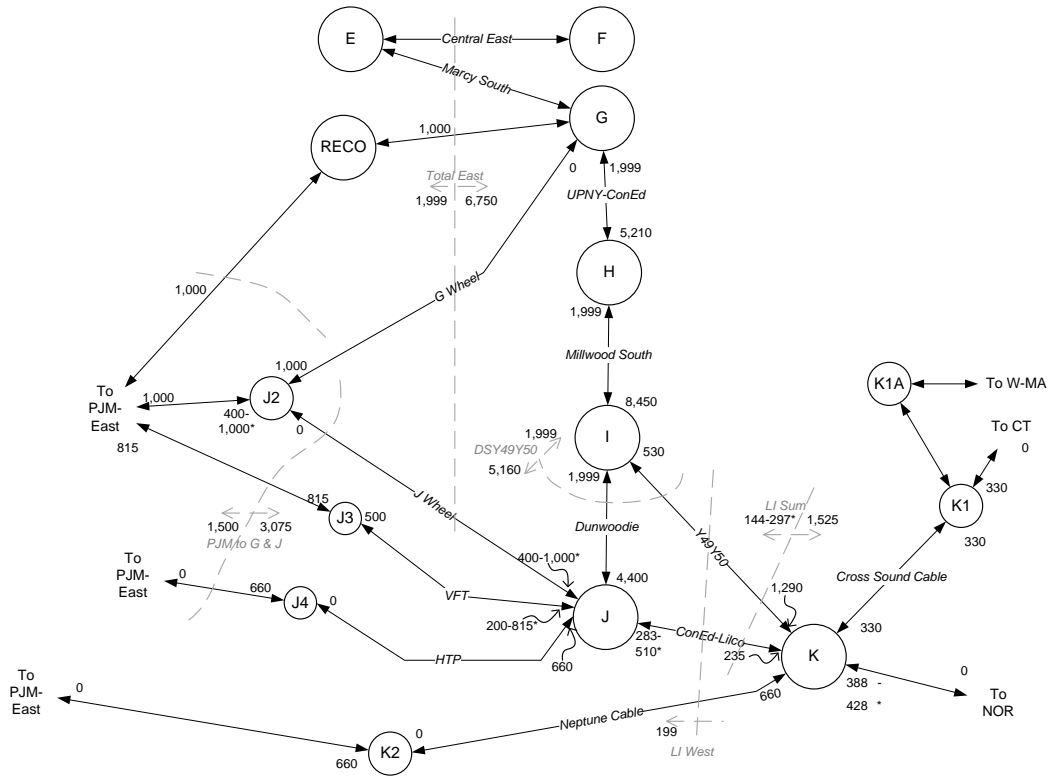 E
Central East
F
Marcy South
G
RECO
1,000
0
1,999
Total East
1,999
6,750
UPNY-ConEd
5,210
H
1,000
G Wheel
1,999
Millwood South
1,000
To
PJM-
East
1,000
J2
400-
1,000*
0
K1A
To W-MA
8,450
1,999
I
DSY49Y50
5,160
530
1,999
To CT
0
815
330
K1
330
815
J3
500
J Wheel
1,500
3,075
PJM to G & J
Dunwoodie
Y49Y50
LI Sum
144-297*
1,525
To
PJM-
East
0
660
J4
0
VFT
400-1,000*
4,400
200-815*
J
1,290
Cross Sound Cable
330
HTP
660
283-
510*
ConEd-Lilco
235
K
0
388 -
428 *
To
NOR
To
PJM-
East
0
660
Neptune Cable
199
LI West
0
K2
660